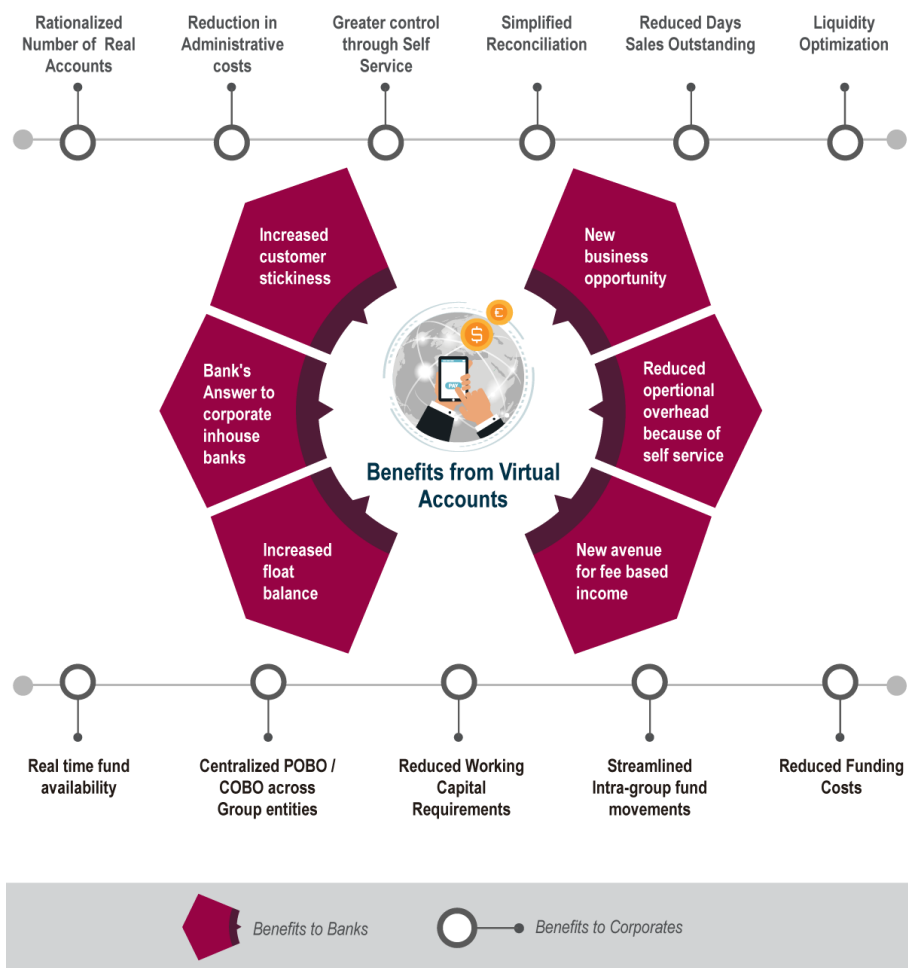 Rationalized
Number of Real
Accounts
Reduction in
Administrative
costs
Greater control
through Self
Service
Simplified
Reconciliation
Reduced Days
Sales Outstanding
Liquidity
Optimization
Increased
customer
stickiness
New
business
opportunity
Bank's
Answer to
corporate
inhouse
banks
$
€
PAY
Benefits from Virtual
Accounts
Reduced
opertional
overhead
because of
self service
Increased
float
balance
New avenue
for fee based
income
Real time fund
availability
Centralized POBO /
COBO across
Group entities
Reduced Working
Capital
Requirements
Streamlined
Intra-group fund
movements
Reduced Funding
Costs
Benefits to Banks
Benefits to Corporates